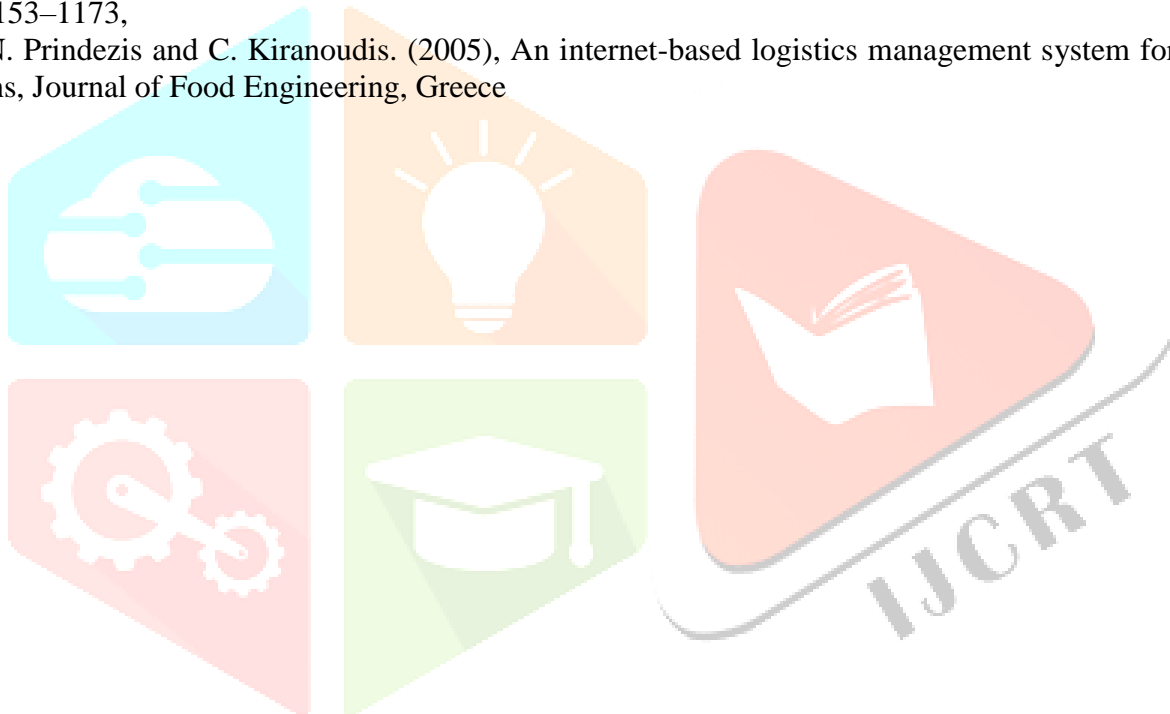 153–1173,
N. Prindezis and C. Kiranoudis. (2005), An internet-based logistics management system for
ns, Journal of Food Engineering, Greece
IJCRT